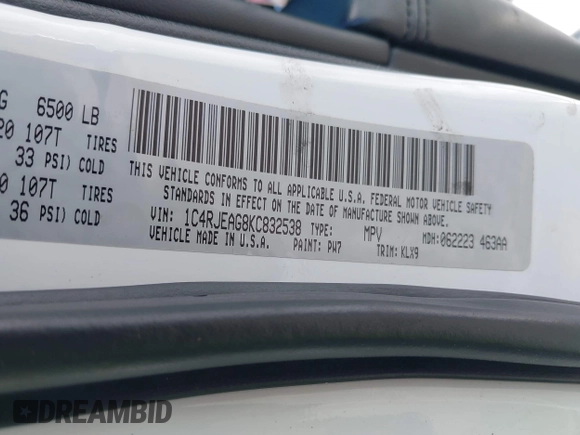 G 6500 LB
20 107T TIRES
33 PSI) COLD
0 107T TIRES
36 PSI) COLD
THIS VEHICLE CONFORMS TO ALL APPLICABLE U.S.A. FEDERAL MOTOR VEHICLE SAFETY
STANDARDS IN EFFECT ON THE DATE OF MANUFACTURE SHOWN ABOVE.
VIN: 1C4RJEAG8KC832538 TYPE: MPV MDH: 062223 463AA
VEHICLE MADE IN U.S.A. PAINT: PW7 TRIM: KLX9
DREAMBID